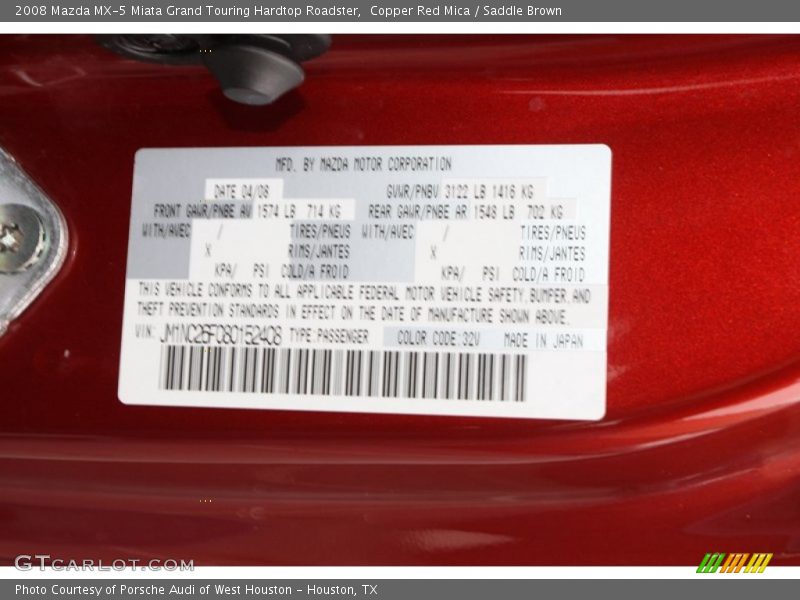 2008 Mazda MX-5 Miata Grand Touring Hardtop Roadster,  Copper Red Mica / Saddle Brown
MFD. BY MAZDA MOTOR CORPORATION
DATE 04/08 GVWR/PNBV 3122 LB 1416 KG
FRONT GAWR/PNBE AV 1574 LB 714 KG REAR GAWR/PNBE AR 1548 LB 702 KG
WITH/AVEC / TIRES/PNEUS WITH/AVEC / TIRES/PNEUS
X RIMS/JANTES X RIMS/JANTES
KPA/ PSI COLD/A FROID KPA/ PSI COLD/A FROID
THIS VEHICLE CONFORMS TO ALL APPLICABLE FEDERAL MOTOR VEHICLE SAFETY, BUMPER, AND
THEFT PREVENTION STANDARDS IN EFFECT ON THE DATE OF MANUFACTURE SHOWN ABOVE.
VIN: JM1NC26F080152408 TYPE:PASSENGER COLOR CODE:32V MADE IN JAPAN
GTCARLOT.COM
Photo Courtesy of Porsche Audi of West Houston - Houston, TX